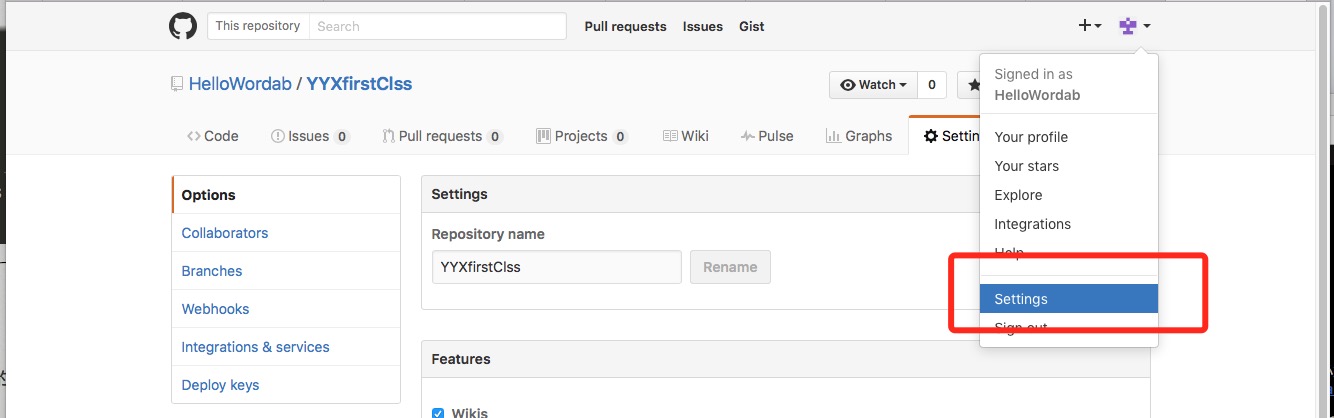 This repository Search Pull requests Issues Gist
Signed in as
HelloWordab
HelloWordab / YYXfirstClss Watch 0
Code Issues 0 Pull requests 0 Projects 0 Wiki Pulse Graphs
Your profile
Your stars
Explore
Integrations
Help
Settings
Sign out
Options
Collaborators
Branches
Webhooks
Integrations & services
Deploy keys
Settings
Repository name
YYXfirstClss Rename
Features
Wikis